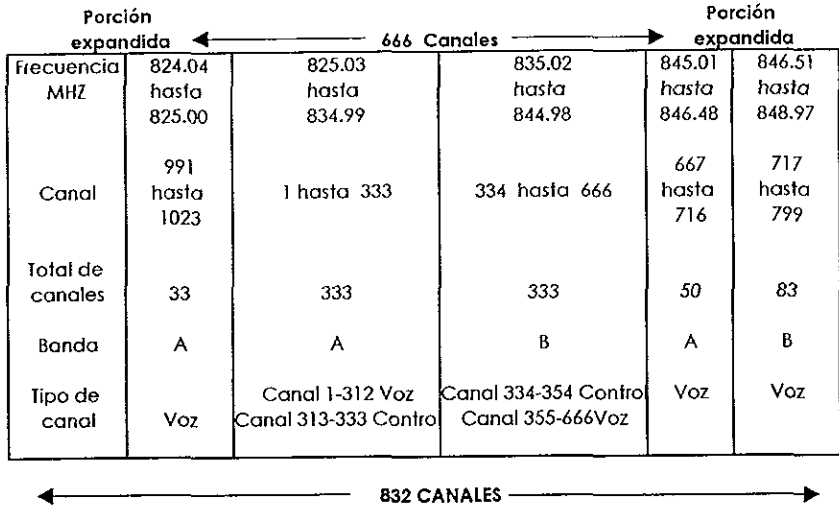 Porción expandida
666 Canales
Porción expandida
Frecuencia MHZ
824.04 hasta 825.00
825.03 hasta 834.99
835.02 hasta 844.98
845.01 hasta 846.48
846.51 hasta 848.97
Canal
991 hasta 1023
1 hasta 333
334 hasta 666
667 hasta 716
717 hasta 799
Total de canales
33
333
333
50
83
Banda
A
A
B
A
B
Tipo de canal
Voz
Canal 1-312 Voz
Canal 313-333 Control
Canal 334-354 Control
Canal 355-666Voz
Voz
Voz
832 CANALES